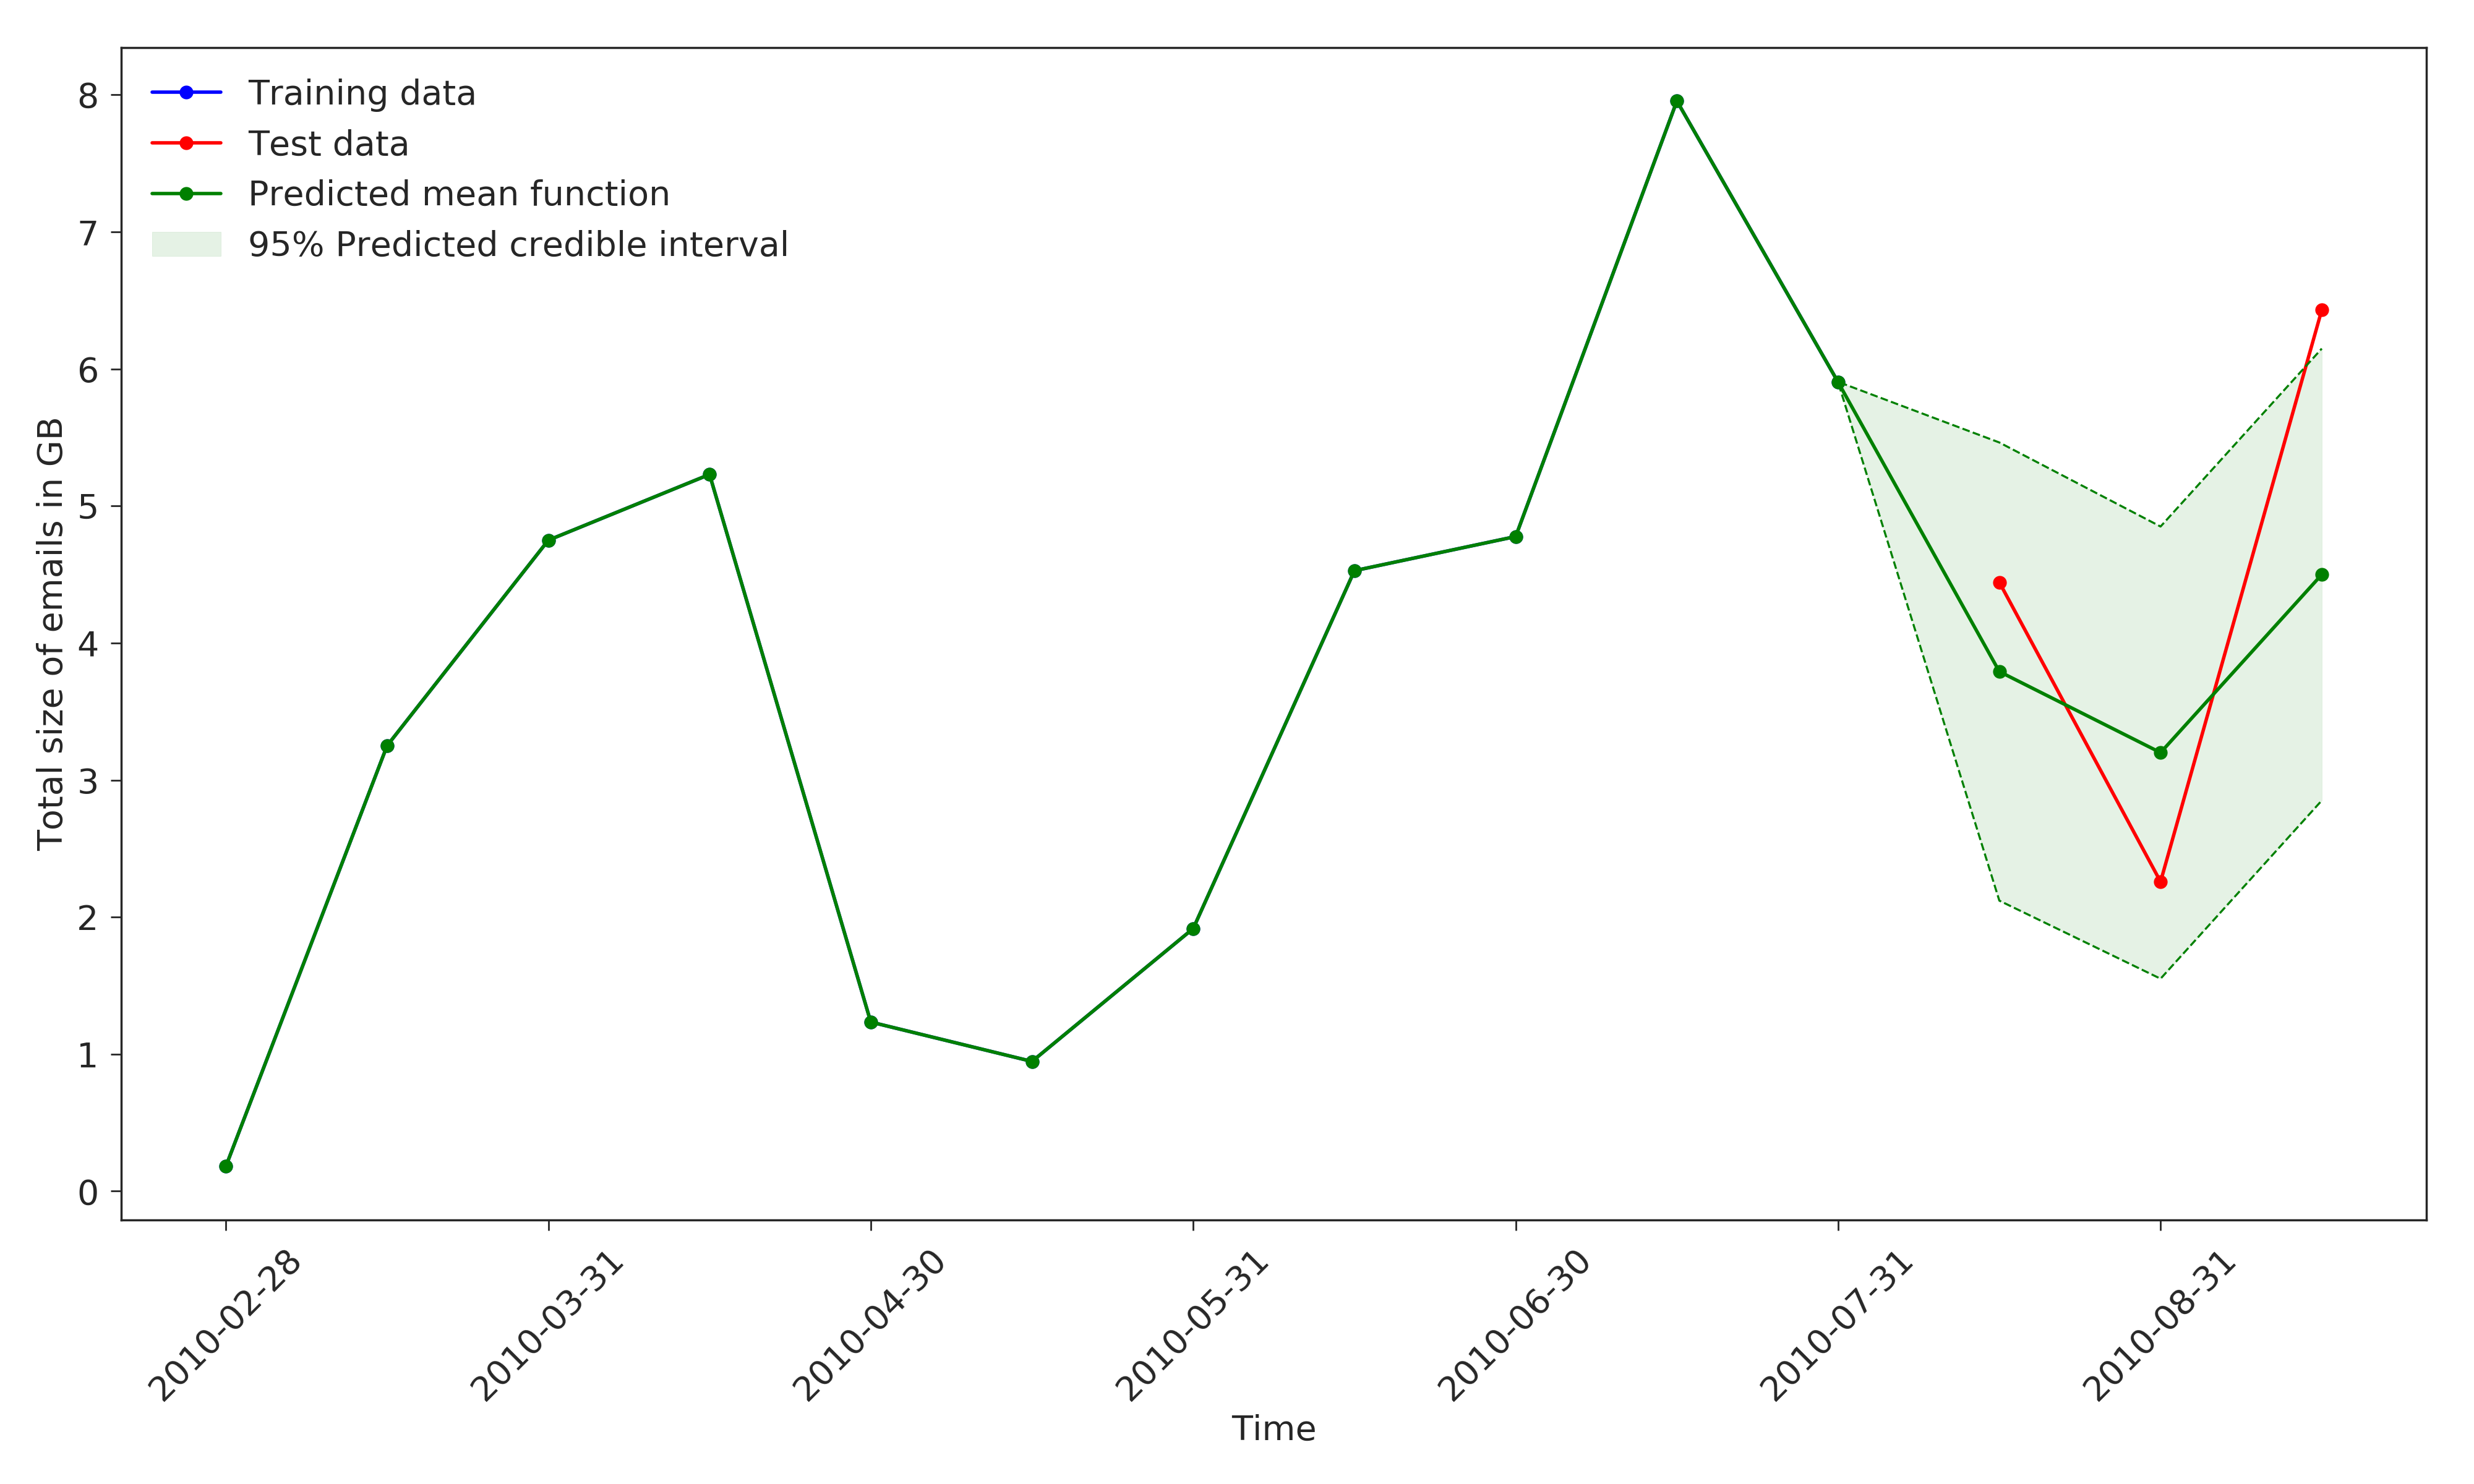 Training data
Test data
Predicted mean function
95% Predicted credible interval
Total size of emails in GB
8
7
6
5
4
3
2
1
0
2010-02-28
2010-03-31
2010-04-30
2010-05-31
2010-06-30
2010-07-31
2010-08-31
Time